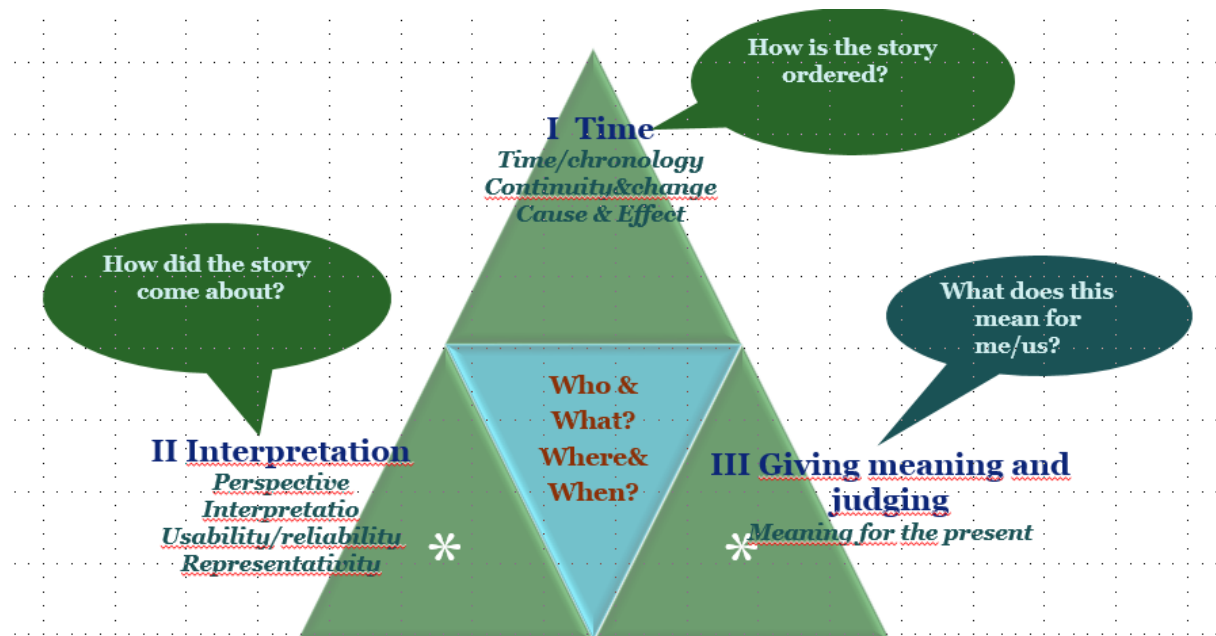 How is the story
ordered?
I Time
Time/chronology
Continuity&change
Cause & Effect
How did the story
come about?
What does this
mean for
me/us?
Who &
What?
Where&
When?
II Interpretation
Perspective
Interpretatio
Usability/reliability
Representativity
*
III Giving meaning and
judging
Meaning for the present
*